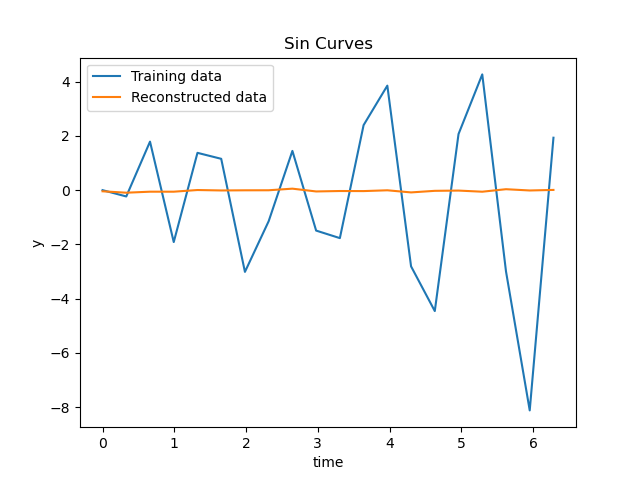 Sin Curves
Training data
Reconstructed data
4
2
0
−2
−4
−6
−8
y
0 1 2 3 4 5 6
time